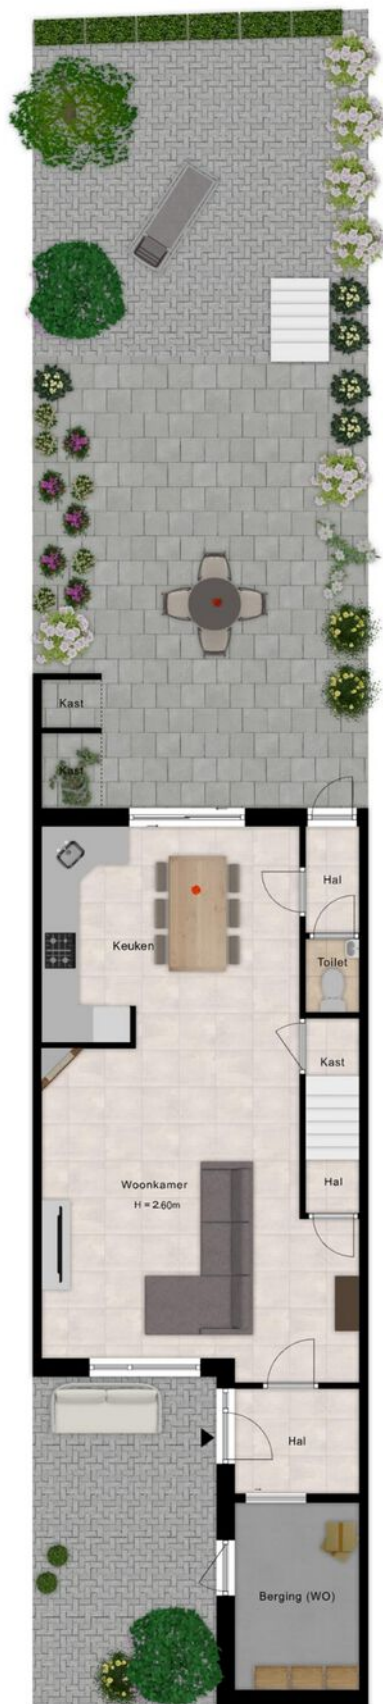 Kast
Kast
Hal
Keuken
Toilet
Kast
Woonkamer
H = 2.60m
Hal
Hal
Berging (WO)